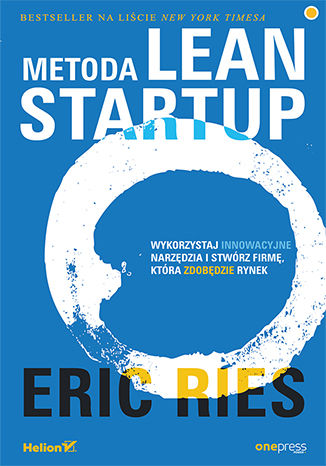 BESTSELLER NA LIŚCIE NEW YORK TIMESA
METODA LEAN
STARTUP
WYKORZYSTAJ INNOWACYJNE
NARZĘDZIA I STWÓRZ FIRMĘ,
KTÓRA ZDOBĘDZIE RYNEK
ERIC RIES
Helion
onepress